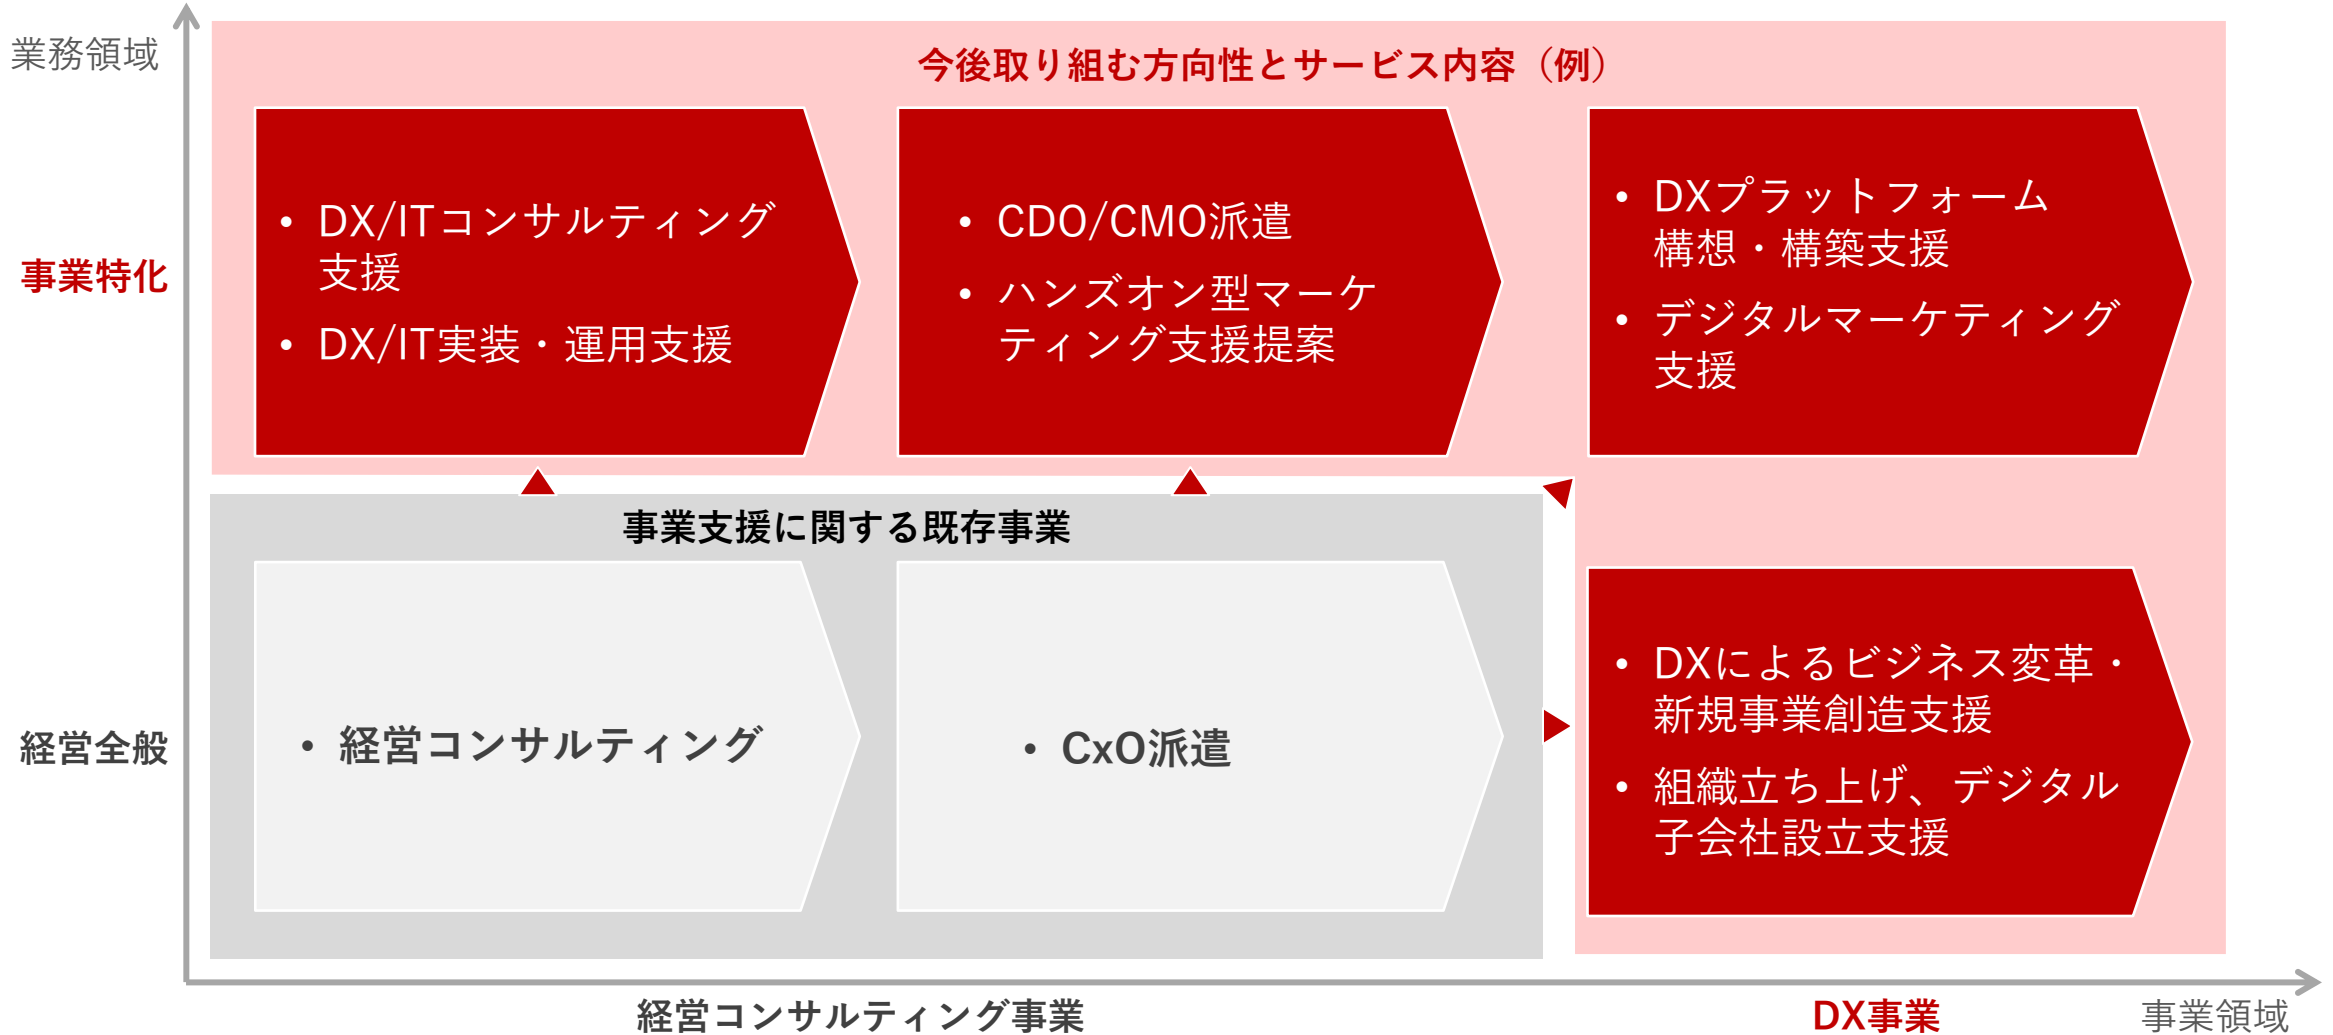 業務領域
今後取り組む方向性とサービス内容（例）
事業特化
• DX/ITコンサルティング
支援
• DX/IT実装・運用支援
• CDO/CMO派遣
• ハンズオン型マーケ
ティング支援提案
• DXプラットフォーム
構想・構築支援
• デジタルマーケティング
支援
事業支援に関する既存事業
経営全般
• 経営コンサルティング
• CxO派遣
• DXによるビジネス変革・
新規事業創造支援
• 組織立ち上げ、デジタル
子会社設立支援
経営コンサルティング事業
DX事業
事業領域